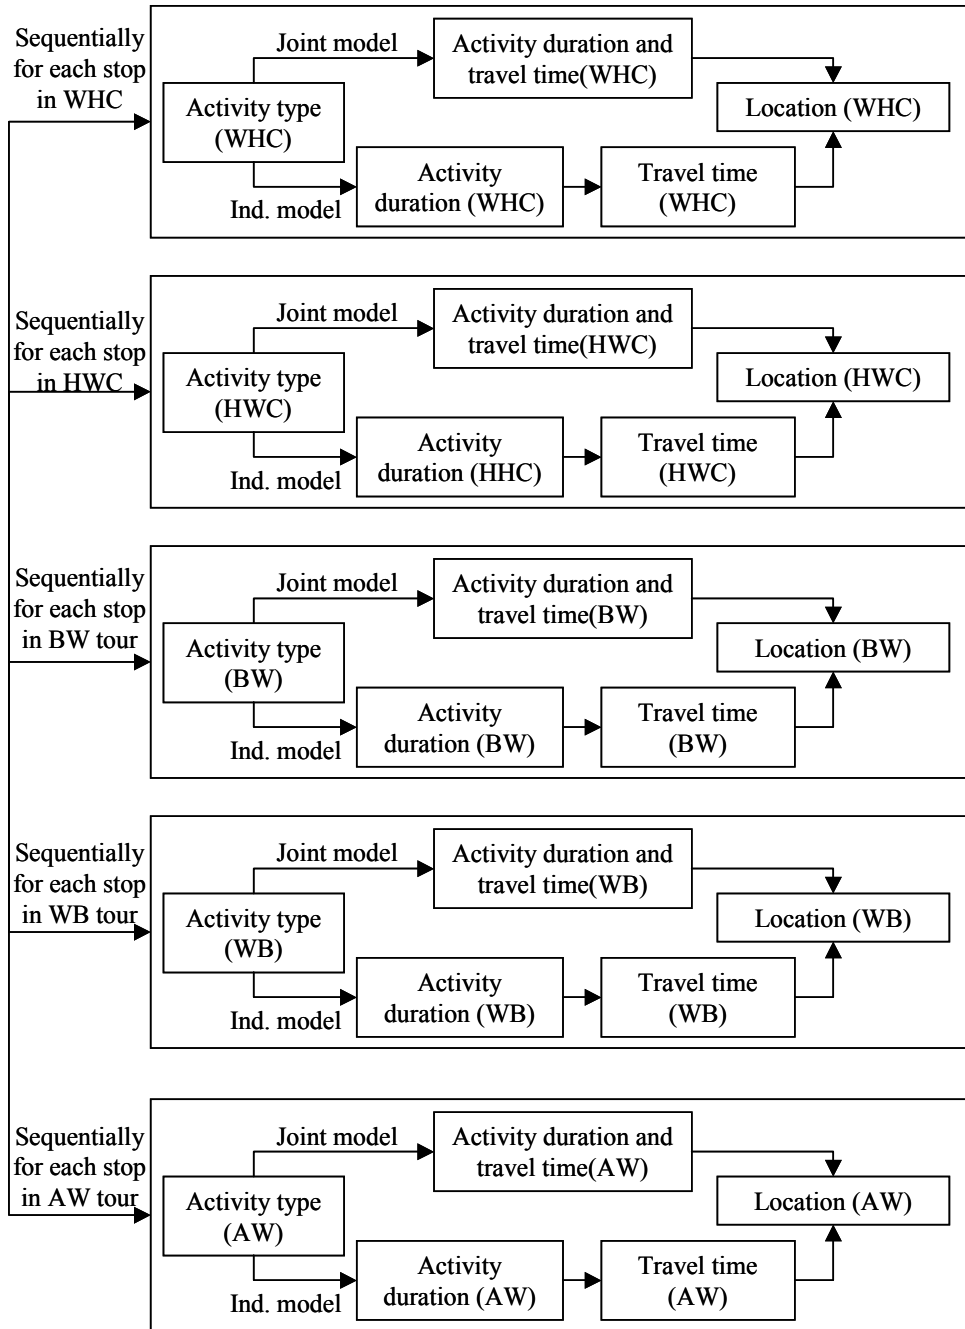 Sequentially
for each stop
in WHC
Joint model
Activity duration and
travel time(WHC)
Activity type
(WHC)
Location (WHC)
Ind. model
Activity
duration (WHC)
Travel time
(WHC)
Sequentially
for each stop
in HWC
Joint model
Activity duration and
travel time(HWC)
Activity type
(HWC)
Location (HWC)
Ind. model
Activity
duration (HHC)
Travel time
(HWC)
Sequentially
for each stop
in BW tour
Joint model
Activity duration and
travel time(BW)
Activity type
(BW)
Location (BW)
Ind. model
Activity
duration (BW)
Travel time
(BW)
Sequentially
for each stop
in WB tour
Joint model
Activity duration and
travel time(WB)
Activity type
(WB)
Location (WB)
Ind. model
Activity
duration (WB)
Travel time
(WB)
Sequentially
for each stop
in AW tour
Joint model
Activity duration and
travel time(AW)
Activity type
(AW)
Location (AW)
Ind. model
Activity
duration (AW)
Travel time
(AW)